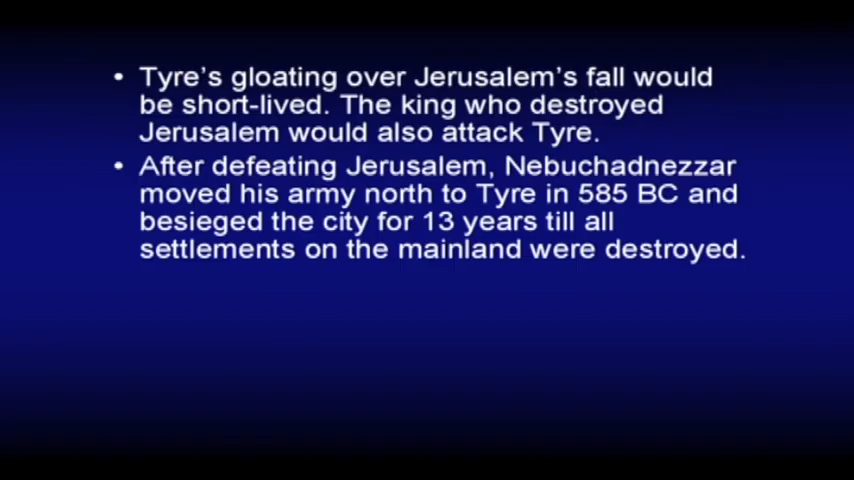 • Tyre's gloating over Jerusalem's fall would
be short-lived. The king who destroyed
Jerusalem would also attack Tyre.
• After defeating Jerusalem, Nebuchadnezzar
moved his army north to Tyre in 585 BC and
besieged the city for 13 years till all
settlements on the mainland were destroyed.